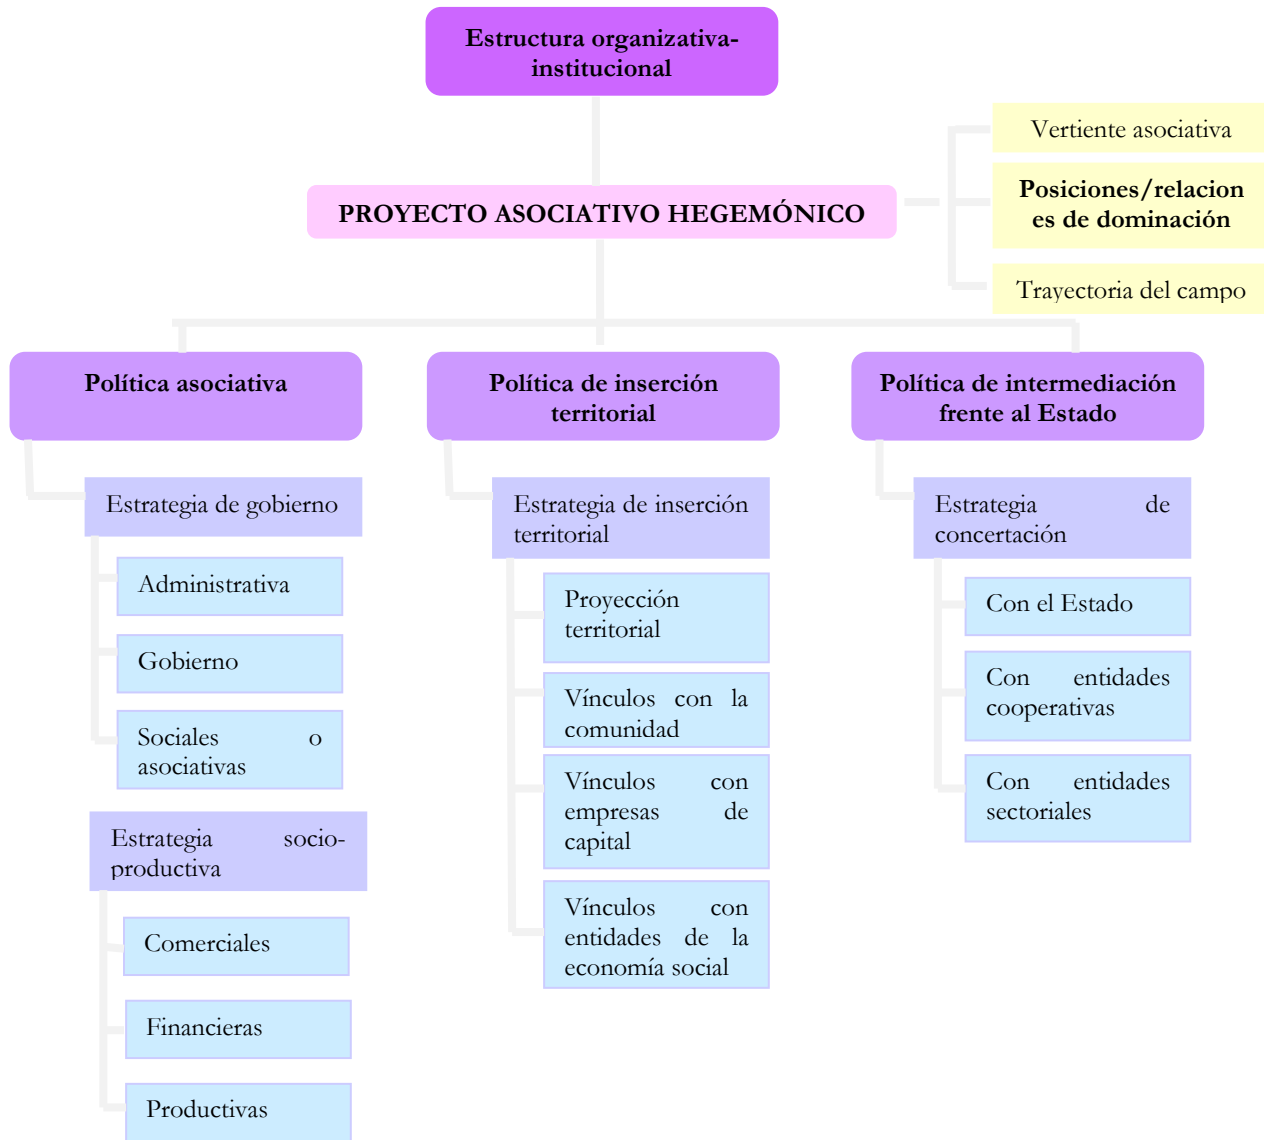 Estructura organizativa-
institucional
Vertiente asociativa
Posiciones/relacion
es de dominación
PROYECTO ASOCIATIVO HEGEMÓNICO
Trayectoria del campo
Política asociativa
Política de inserción
territorial
Política de intermediación
frente al Estado
Estrategia de gobierno
Administrativa
Gobierno
Sociales o
asociativas
Estrategia socio-
productiva
Comerciales
Financieras
Productivas
Estrategia de inserción
territorial
Proyección
territorial
Vínculos con la
comunidad
Vínculos con
empresas de
capital
Vínculos con
entidades de la
economía social
Estrategia de
concertación
Con el Estado
Con entidades
cooperativas
Con entidades
sectoriales